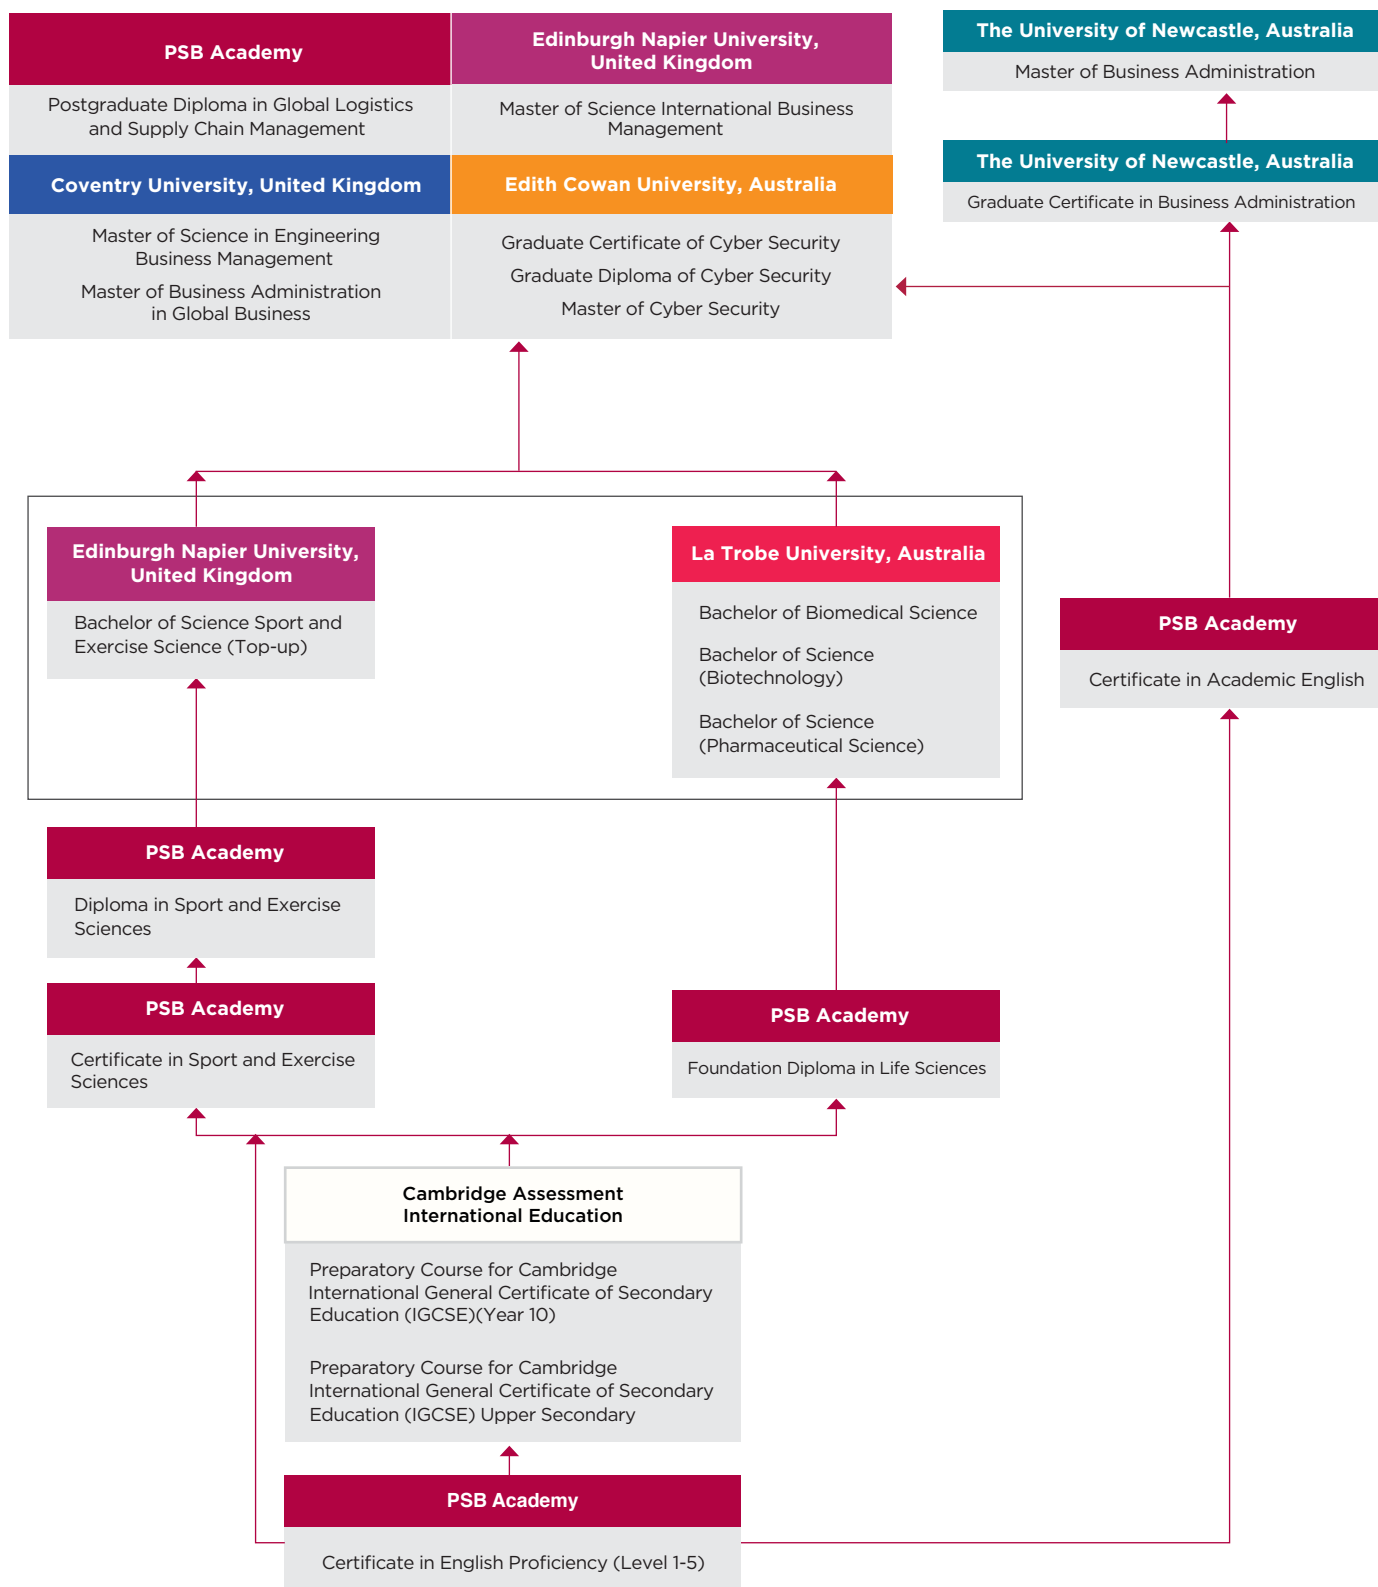 PSB Academy
Postgraduate Diploma in Global Logistics
and Supply Chain Management
Edinburgh Napier University,
United Kingdom
Master of Science International Business
Management
Coventry University, United Kingdom
Master of Science in Engineering
Business Management
Master of Business Administration
in Global Business
Edith Cowan University, Australia
Graduate Certificate of Cyber Security
Graduate Diploma of Cyber Security
Master of Cyber Security
The University of Newcastle, Australia
Master of Business Administration
The University of Newcastle, Australia
Graduate Certificate in Business Administration
Edinburgh Napier University,
United Kingdom
Bachelor of Science Sport and
Exercise Science (Top-up)
La Trobe University, Australia
Bachelor of Biomedical Science
Bachelor of Science
(Biotechnology)
Bachelor of Science
(Pharmaceutical Science)
PSB Academy
Certificate in Academic English
PSB Academy
Diploma in Sport and Exercise
Sciences
PSB Academy
Certificate in Sport and Exercise
Sciences
PSB Academy
Foundation Diploma in Life Sciences
Cambridge Assessment
International Education
Preparatory Course for Cambridge
International General Certificate of Secondary
Education (IGCSE)(Year 10)
Preparatory Course for Cambridge
International General Certificate of Secondary
Education (IGCSE) Upper Secondary
PSB Academy
Certificate in English Proficiency (Level 1-5)